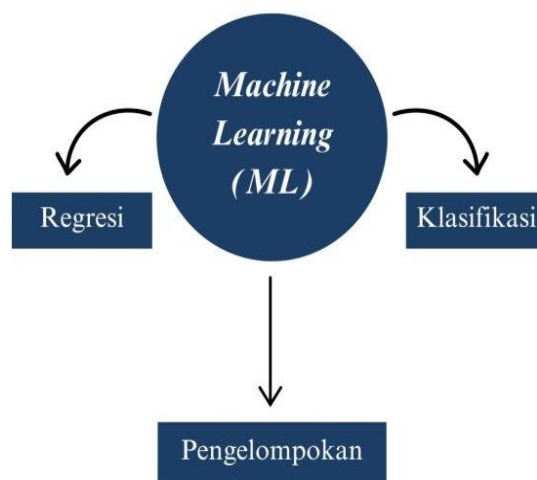 Machine
Learning
(ML)
Regresi
Klasifikasi
Pengelompokan